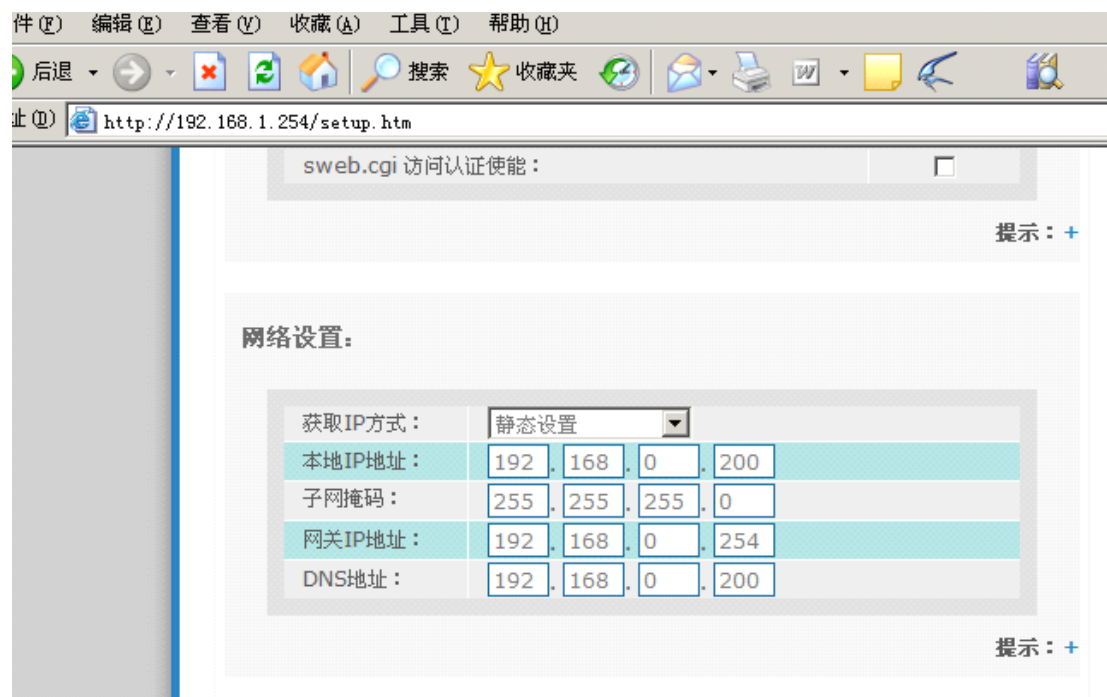 件(F) 编辑(E) 查看(V) 收藏(A) 工具(T) 帮助(H)
后退 搜索 收藏夹 W
址(D) http://192.168.1.254/setup.htm
sweb.cgi 访问认证使能：
提示：+
网络设置：
获取IP方式： 静态设置
本地IP地址： 192 . 168 . 0 . 200
子网掩码： 255 . 255 . 255 . 0
网关IP地址： 192 . 168 . 0 . 254
DNS地址： 192 . 168 . 0 . 200
提示：+